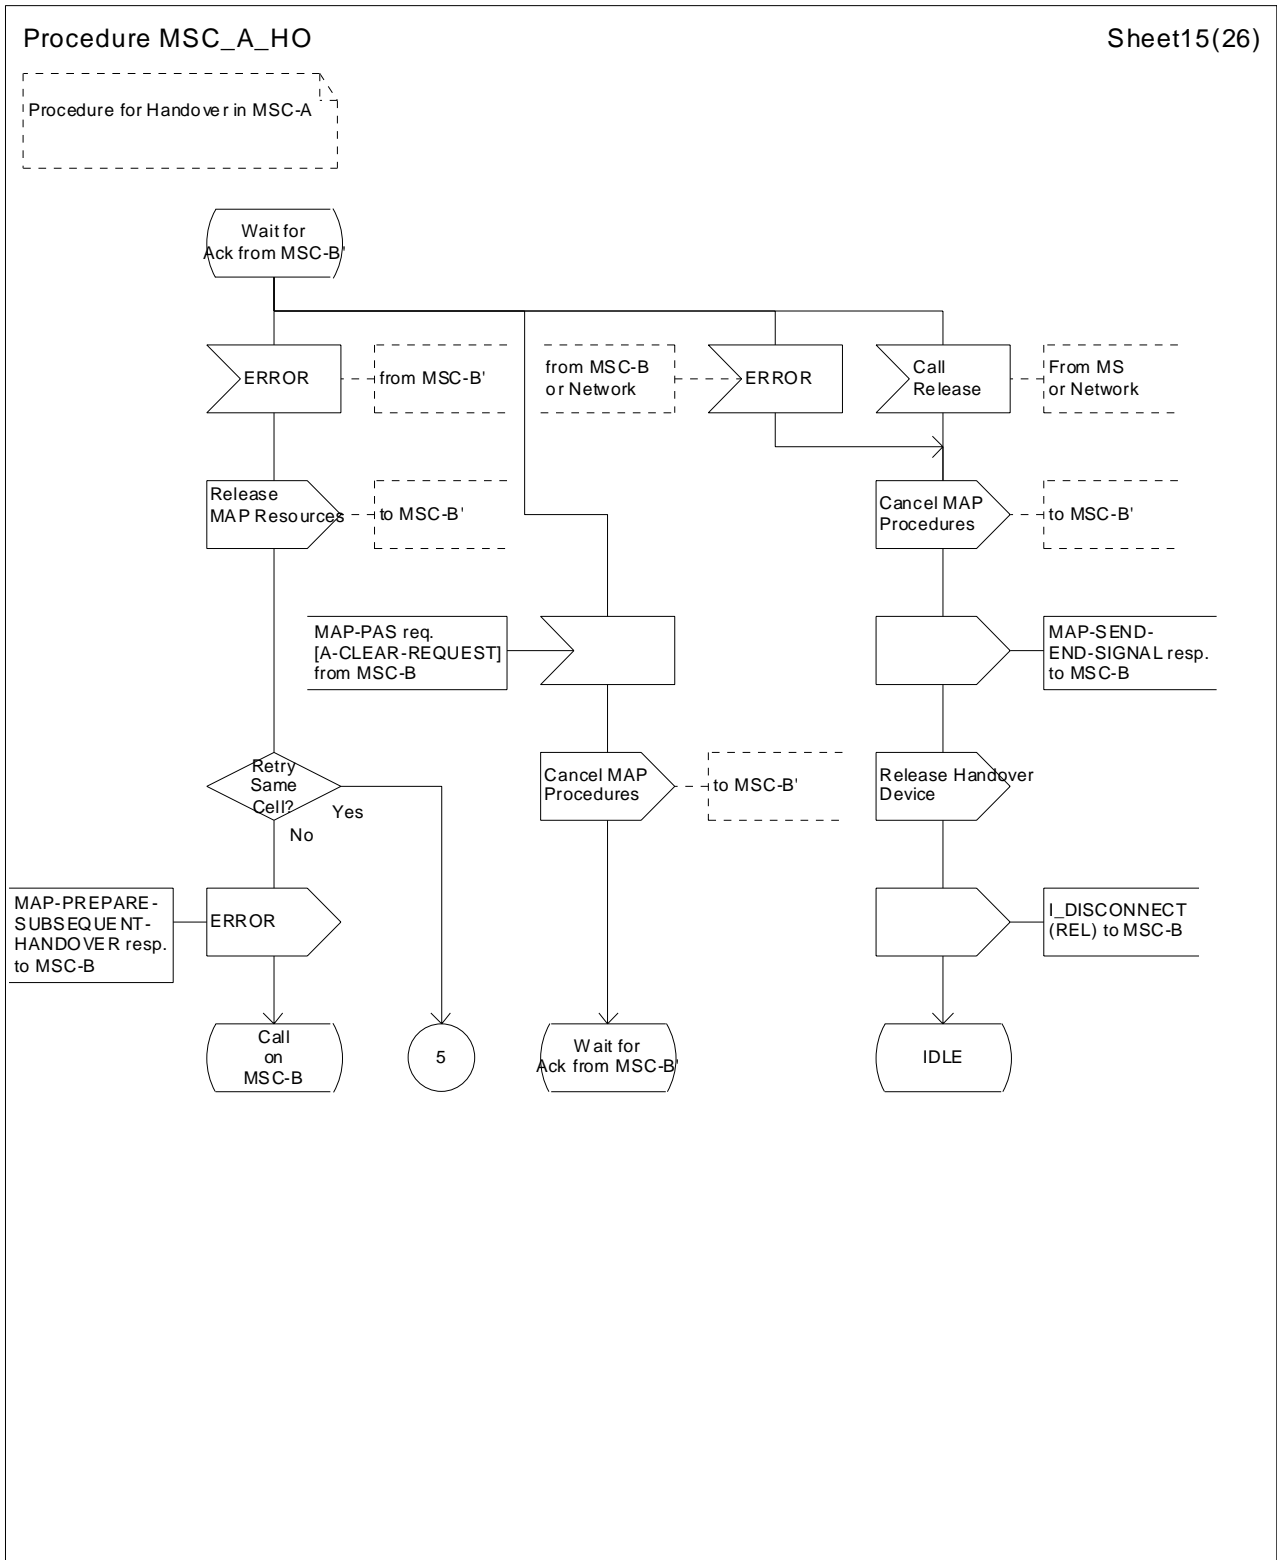 Procedure MSC_A_HO
Sheet15(26)
Procedure for Handover in MSC-A
Wait for
Ack from MSC-B'
ERROR
from MSC-B'
from MSC-B
or Network
ERROR
Call
Release
From MS
or Network
Release
MAP Resources
to MSC-B'
Cancel MAP
Procedures
to MSC-B'
MAP-PAS req.
[A-CLEAR-REQUEST]
from MSC-B
MAP-SEND-
END-SIGNAL resp.
to MSC-B
Retry
Same
Cell?
Yes
No
Cancel MAP
Procedures
to MSC-B'
Release Handover
Device
MAP-PREPARE-
SUBSEQUENT-
HANDOVER resp.
to MSC-B
ERROR
I_DISCONNECT
(REL) to MSC-B
Call
on
MSC-B
5
Wait for
Ack from MSC-B'
IDLE